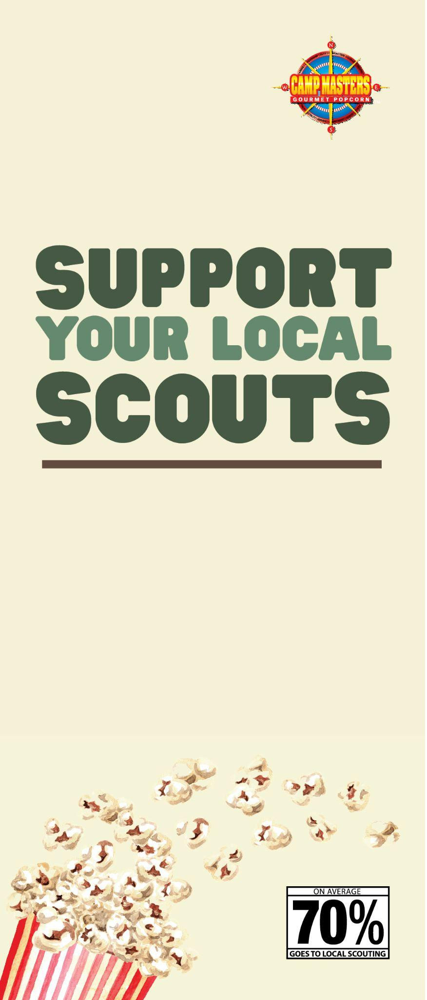 N
W
CAMP MASTERS
E
GOURMET POPCORN
S
SUPPORT
YOUR LOCAL
SCOUTS
ON AVERAGE
70%
GOES TO LOCAL SCOUTING